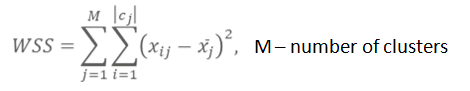 WSS = \sum_{j=1}^{M} \sum_{i=1}^{|c_j|} (x_{ij} − \bar{x_j})^2, M – number of clusters